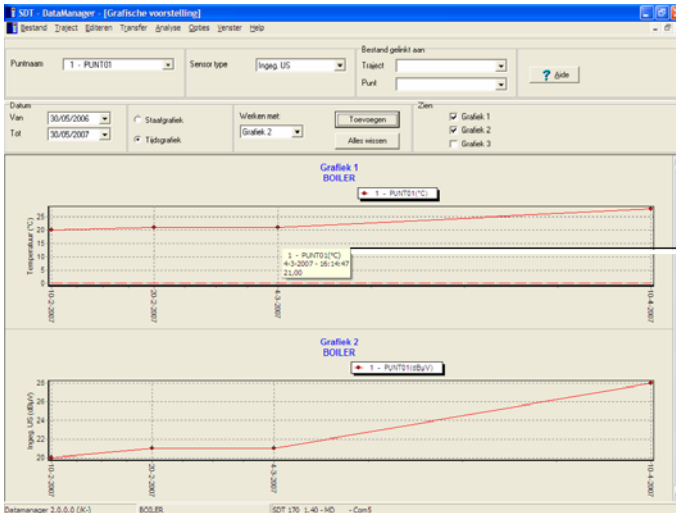 SDT - DataManager - [Grafische voorstelling]
Bestand Traject Editeren Transfer Analyse Opties Venster Help
Puntnaam 1 - PUNT01
Sensor type Ingeg. US
Bestand gelinkt aan
Traject
Punt
? Aide
Datum
Van 30/05/2006
Tot 30/05/2007
Staafgrafiek
Tijdsgrafiek
Werken met:
Grafiek 2
Toevoegen
Alles wissen
Zien
Grafiek 1
Grafiek 2
Grafiek 3
Grafiek 1
BOILER
1 - PUNT01(°C)
Temperatuur (°C)
25
20
15
10
5
0
1 - PUNT01(°C)
4-3-2007 - 16:14:47
21,00
10-2-2007
20-2-2007
4-3-2007
10-4-2007
Grafiek 2
BOILER
1 - PUNT01(dBµV)
Ingeg. US (dBµV)
28
26
24
22
20
10-2-2007
20-2-2007
4-3-2007
10-4-2007
Datamanager 2.0.0.0 (JK-) BOILER SDT 170 1.40 - MD - Com5